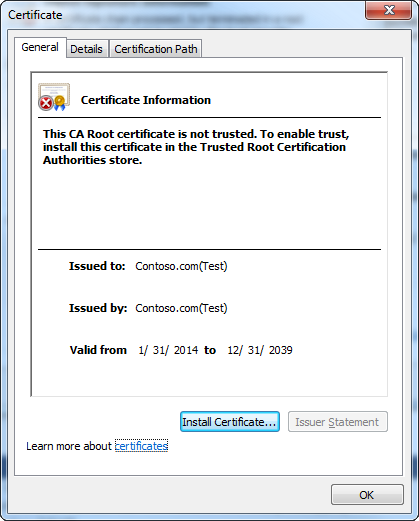 Certificate
General
Details
Certification Path
Certificate Information
This CA Root certificate is not trusted. To enable trust,
install this certificate in the Trusted Root Certification
Authorities store.
Issued to: Contoso.com(Test)
Issued by: Contoso.com(Test)
Valid from 1/ 31/ 2014 to 12/ 31/ 2039
Install Certificate...
Issuer Statement
Learn more about certificates
OK